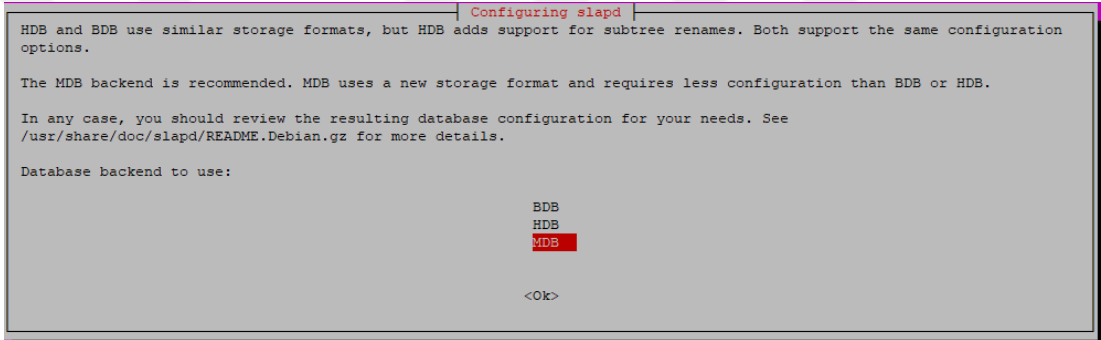 Configuring slapd
HDB and BDB use similar storage formats, but HDB adds support for subtree renames. Both support the same configuration
options.
The MDB backend is recommended. MDB uses a new storage format and requires less configuration than BDB or HDB.
In any case, you should review the resulting database configuration for your needs. See
/usr/share/doc/slapd/README.Debian.gz for more details.
Database backend to use:
BDB
HDB
MDB
<Ok>